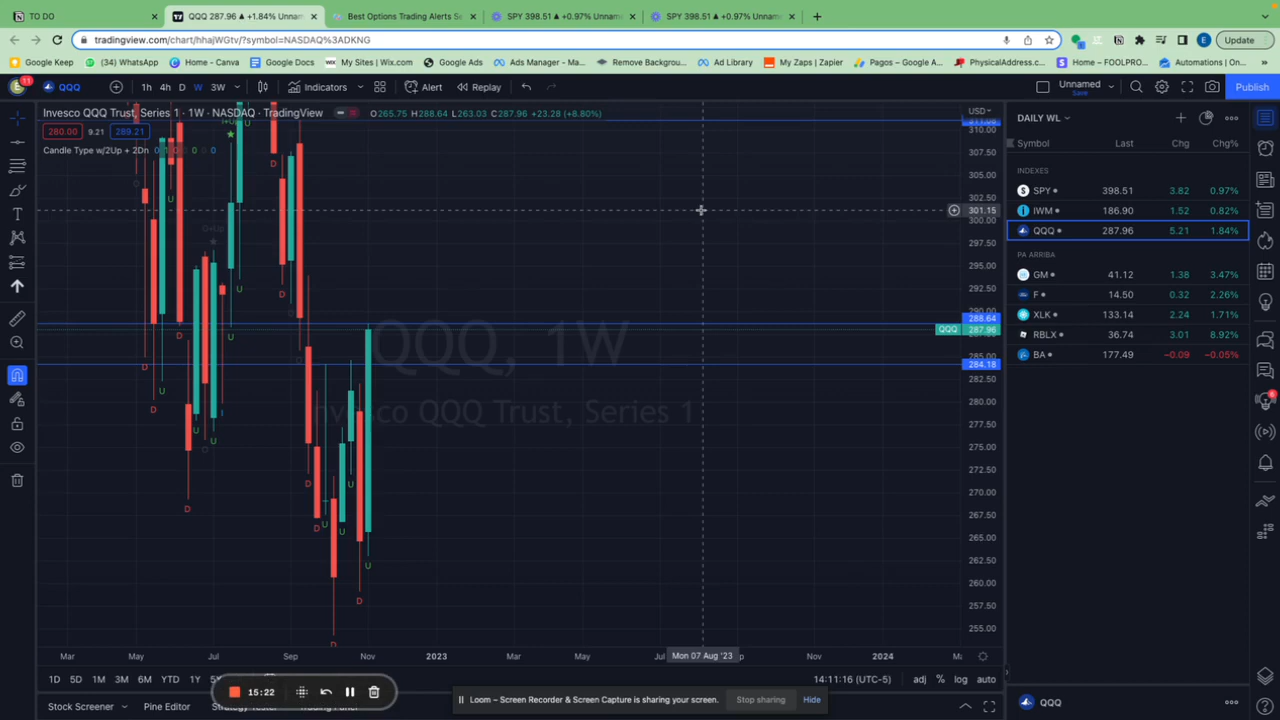 TO DO
QQQ 287.96 ▲ +1.84% Unnam
Best Options Trading Alerts Se
SPY 398.51 ▲ +0.97% Unnam
SPY 398.51 ▲ +0.97% Unnam
tradingview.com/chart/hhajWGtv/?symbol=NASDAQ%3ADKNG
Update
Google Keep
(34) WhatsApp
Home - Canva
Google Docs
WIX My Sites | Wix.com
Google Ads
Ads Manager - Ma...
Remove Backgrou...
Ad Library
My Zaps | Zapier
Pagos – Google A...
PhysicalAddress.c...
Home – FOOLPRO...
Automations | On...
E 11
QQQ
1h 4h D W 3W
Indicators
Alert
Replay
Unnamed
Save
Publish
Invesco QQQ Trust, Series 1 · 1W · NASDAQ · TradingView
O265.75 H288.64 L263.03 C287.96 +23.28 (+8.80%)
280.00 9.21 289.21
Candle Type w/2Up + 2Dn
USD
310.00
307.50
305.00
302.50
301.15
300.00
297.50
295.00
292.50
290.00
288.64
QQQ 287.96
285.00
284.18
282.50
280.00
277.50
275.00
272.50
270.00
267.50
265.00
262.50
260.00
257.50
255.00
QQQ, 1W
Invesco QQQ Trust, Series 1
Mar May Jul Sep Nov 2023 Mar May Jul Mon 07 Aug '23 Nov 2024 Ma
1D 5D 1M 3M 6M YTD 1Y
14:11:16 (UTC-5)
adj % log auto
15:22
Loom – Screen Recorder & Screen Capture is sharing your screen.
Stop sharing
Hide
Stock Screener
Pine Editor
Strategy Tester
Trading Panel
DAILY WL
Symbol Last Chg Chg%
INDEXES
SPY 398.51 3.82 0.97%
IWM 186.90 1.52 0.82%
QQQ 287.96 5.21 1.84%
PA ARRIBA
GM 41.12 1.38 3.47%
F 14.50 0.32 2.26%
XLK 133.14 2.24 1.71%
RBLX 36.74 3.01 8.92%
BA 177.49 −0.09 −0.05%
QQQ